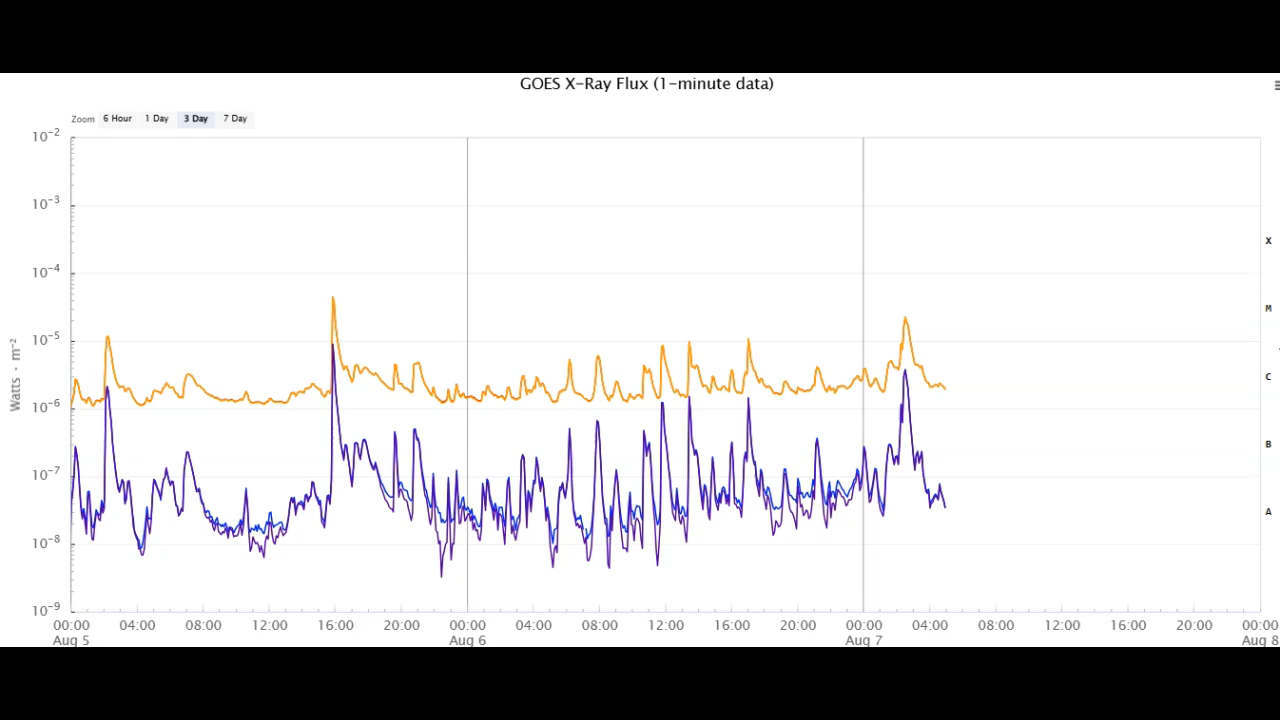 GOES X-Ray Flux (1-minute data)
Zoom 6 Hour 1 Day 3 Day 7 Day
10⁻²
10⁻³
10⁻⁴
10⁻⁵
10⁻⁶
10⁻⁷
10⁻⁸
10⁻⁹
Watts · m⁻²
X
M
C
B
A
00:00 04:00 08:00 12:00 16:00 20:00 00:00 04:00 08:00 12:00 16:00 20:00 00:00 04:00 08:00 12:00 16:00 20:00 00:00
Aug 5 Aug 6 Aug 7 Aug 8